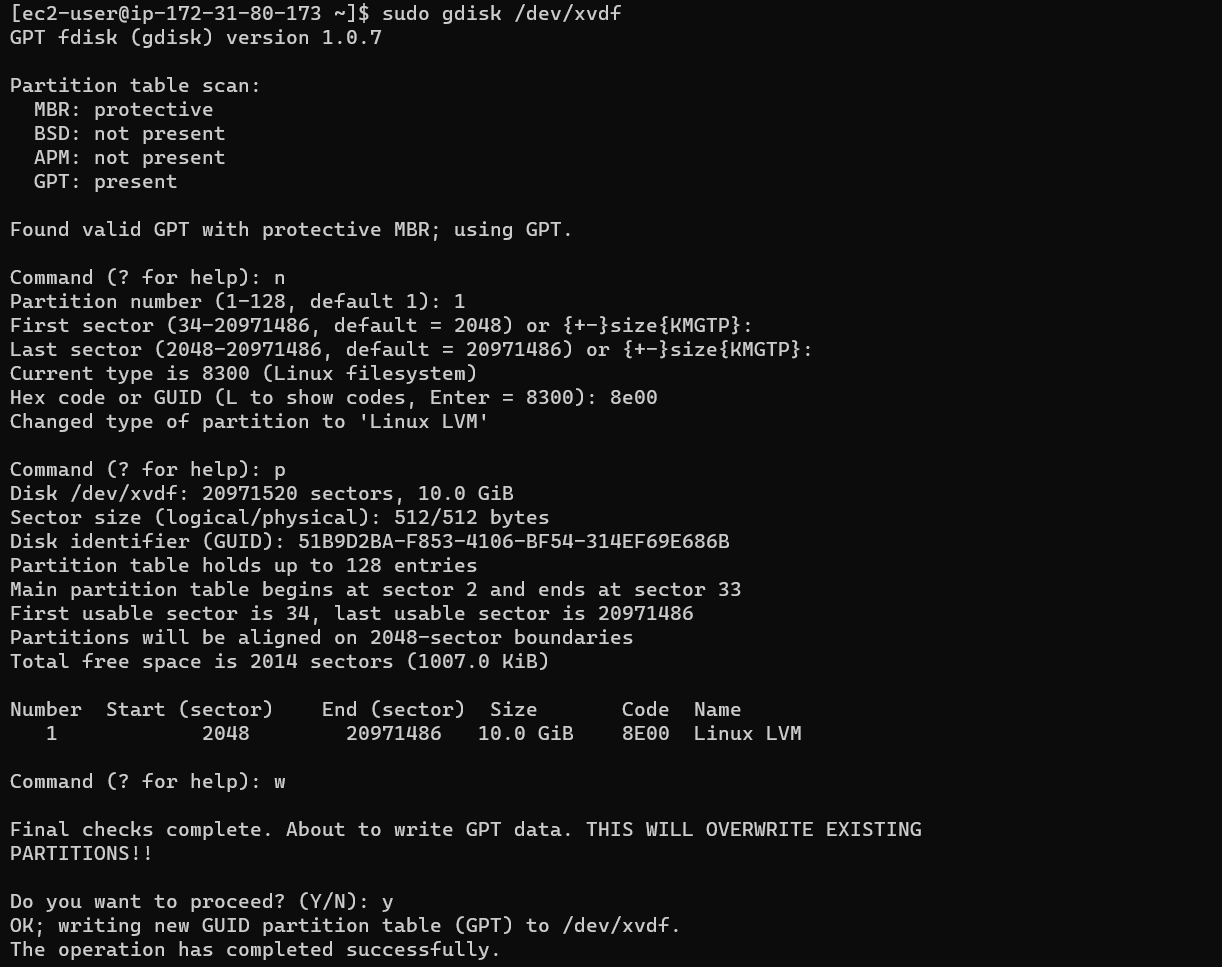 [ec2-user@ip-172-31-80-173 ~]$ sudo gdisk /dev/xvdf
GPT fdisk (gdisk) version 1.0.7
Partition table scan:
  MBR: protective
  BSD: not present
  APM: not present
  GPT: present
Found valid GPT with protective MBR; using GPT.
Command (? for help): n
Partition number (1-128, default 1): 1
First sector (34-20971486, default = 2048) or {+-}size{KMGTP}:
Last sector (2048-20971486, default = 20971486) or {+-}size{KMGTP}:
Current type is 8300 (Linux filesystem)
Hex code or GUID (L to show codes, Enter = 8300): 8e00
Changed type of partition to 'Linux LVM'
Command (? for help): p
Disk /dev/xvdf: 20971520 sectors, 10.0 GiB
Sector size (logical/physical): 512/512 bytes
Disk identifier (GUID): 51B9D2BA-F853-4106-BF54-314EF69E686B
Partition table holds up to 128 entries
Main partition table begins at sector 2 and ends at sector 33
First usable sector is 34, last usable sector is 20971486
Partitions will be aligned on 2048-sector boundaries
Total free space is 2014 sectors (1007.0 KiB)
Number  Start (sector)    End (sector)  Size       Code  Name
   1            2048        20971486   10.0 GiB    8E00  Linux LVM
Command (? for help): w
Final checks complete. About to write GPT data. THIS WILL OVERWRITE EXISTING
PARTITIONS!!
Do you want to proceed? (Y/N): y
OK; writing new GUID partition table (GPT) to /dev/xvdf.
The operation has completed successfully.